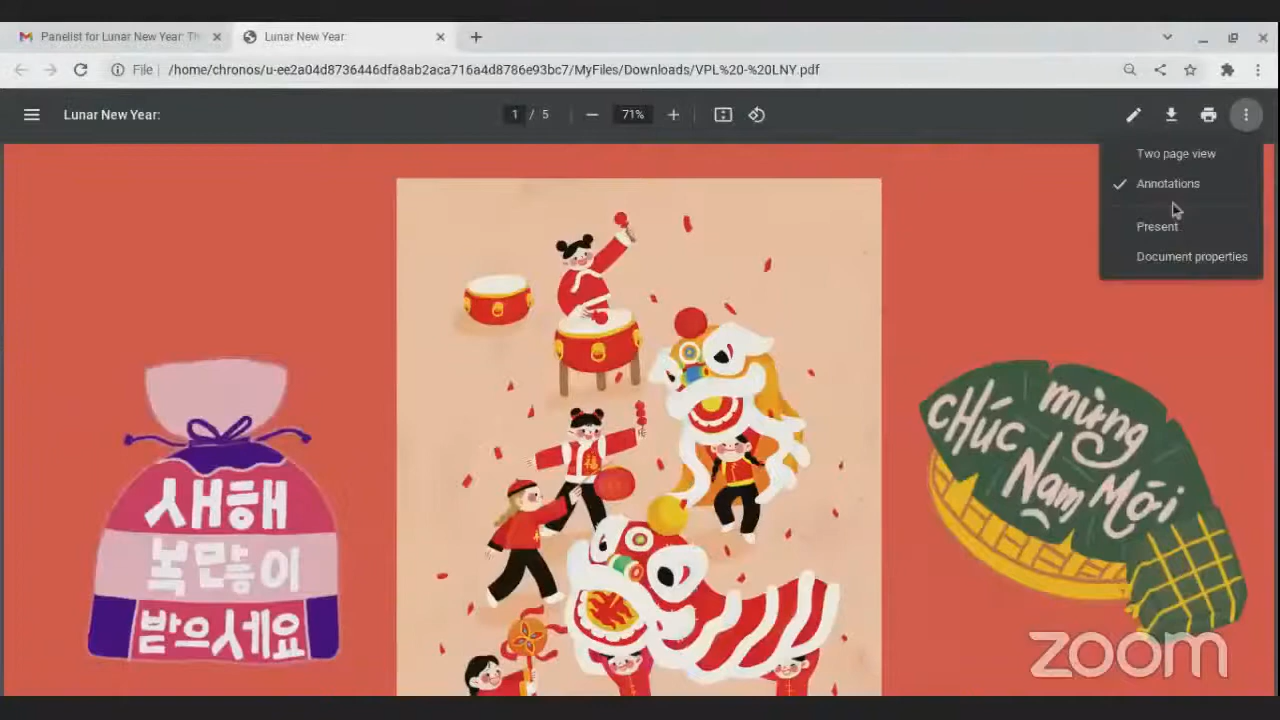 Panelist for Lunar New Year: Th
Lunar New Year:
File
/home/chronos/u-ee2a04d8736446dfa8ab2aca716a4d8786e93bc7/MyFiles/Downloads/VPL%20-%20LNY.pdf
Lunar New Year:
1 / 5
71%
Two page view
Annotations
Present
Document properties
새해
복많이
받으세요
CHÚC mừng
Năm Mới
福
zoom